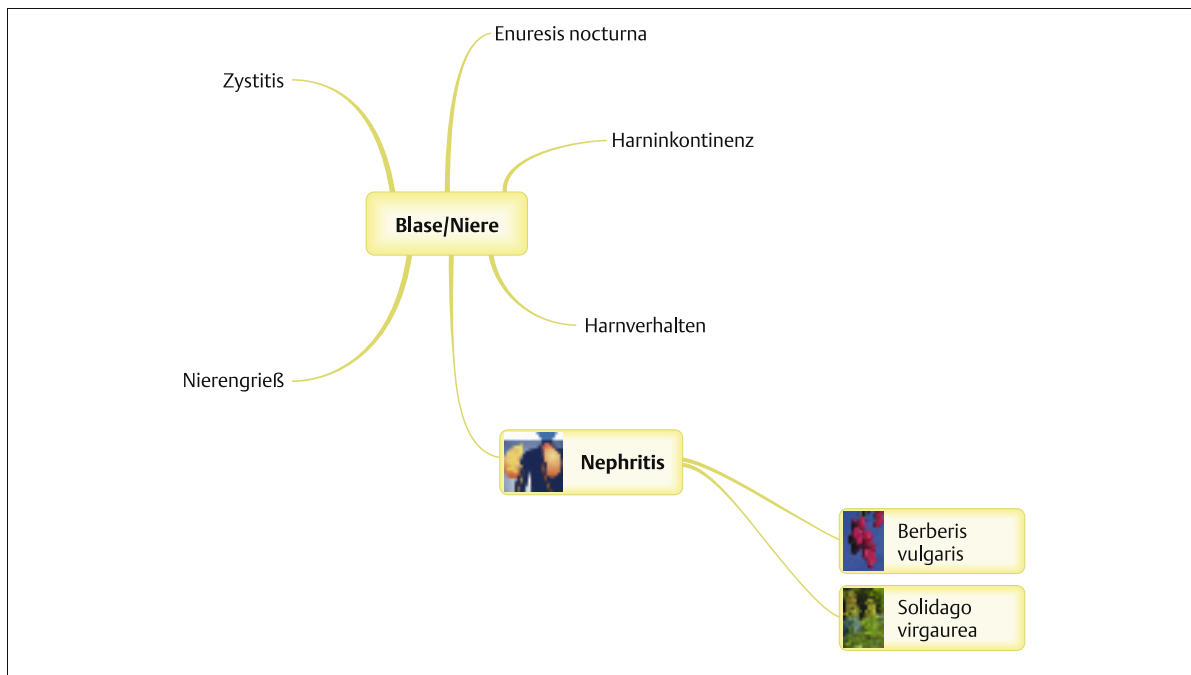 Enuresis nocturna
Zystitis
Harninkontinenz
Blase/Niere
Harnverhalten
Nierengrieß
Nephritis
Berberis
vulgaris
Solidago
virgaurea